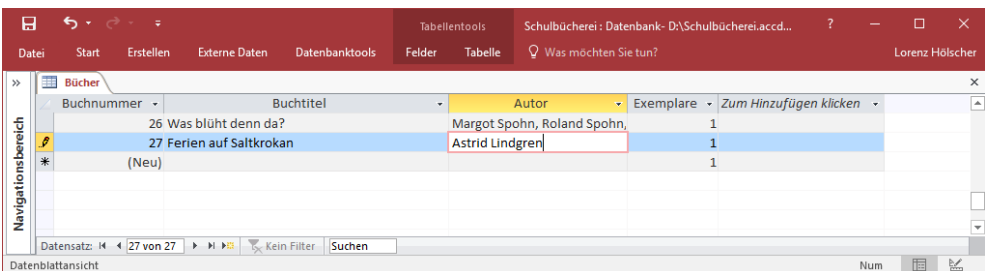 Tabellentools Schulbücherei : Datenbank- D:\Schulbücherei.accd... ?
Datei Start Erstellen Externe Daten Datenbanktools Felder Tabelle Was möchten Sie tun? Lorenz Hölscher
» Bücher
Buchnummer Buchtitel Autor Exemplare Zum Hinzufügen klicken
26 Was blüht denn da? Margot Spohn, Roland Spohn, 1
27 Ferien auf Saltkrokan Astrid Lindgren 1
(Neu) 1
Navigationsbereich
Datensatz: 27 von 27 Kein Filter Suchen
Datenblattansicht Num